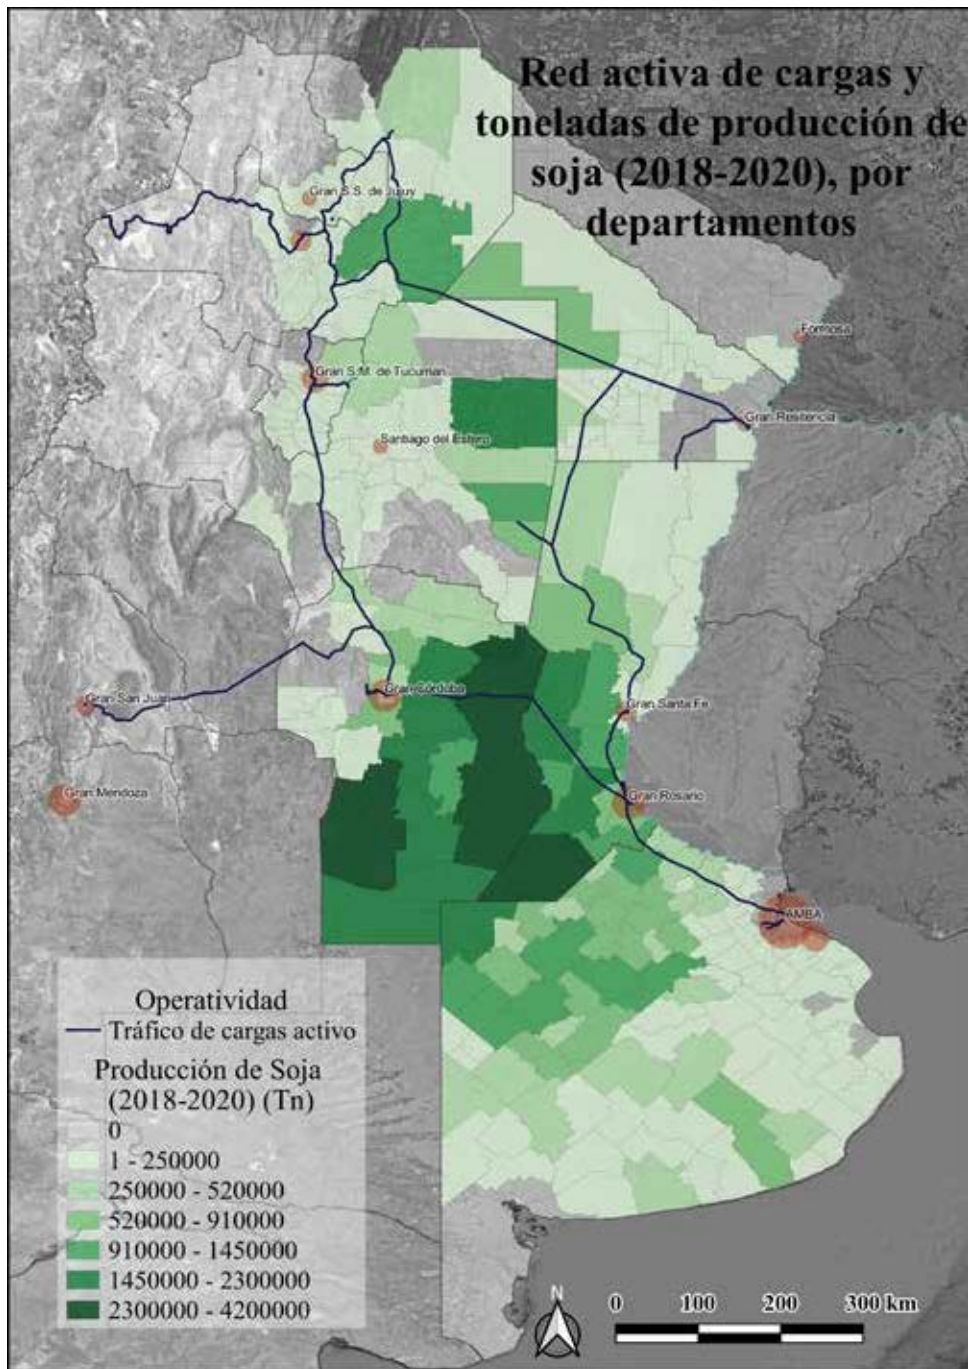 Red activa de cargas y
toneladas de producción de
soja (2018-2020), por
departamentos
Gran S.S. de Jujuy
Formosa
Gran S.M. de Tucumán
Gran Resitencia
Santiago del Estero
Gran San Juan
Gran Córdoba
Gran Santa Fe
Gran Mendoza
Gran Rosario
AMBA
Operatividad
Tráfico de cargas activo
Producción de Soja
(2018-2020) (Tn)
0
1 - 250000
250000 - 520000
520000 - 910000
910000 - 1450000
1450000 - 2300000
2300000 - 4200000
N
0 100 200 300 km